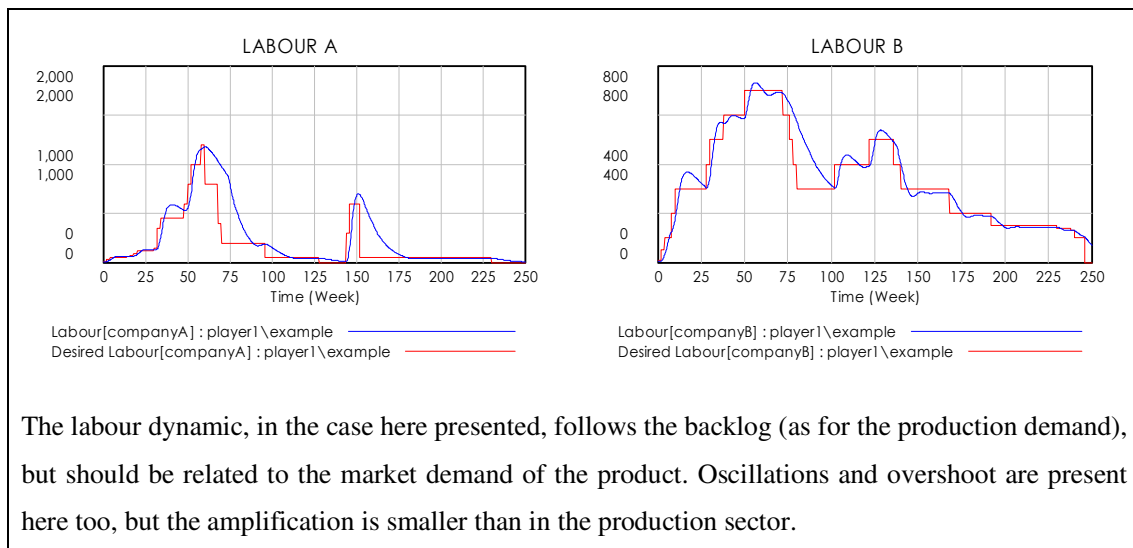 LABOUR A
2,000
2,000
1,000
1,000
0
0
0 25 50 75 100 125 150 175 200 225 250
Time (Week)
Labour[companyA] : player1\example
Desired Labour[companyA] : player1\example
LABOUR B
800
800
400
400
0
0
0 25 50 75 100 125 150 175 200 225 250
Time (Week)
Labour[companyB] : player1\example
Desired Labour[companyB] : player1\example
The labour dynamic, in the case here presented, follows the backlog (as for the production demand),
but should be related to the market demand of the product. Oscillations and overshoot are present
here too, but the amplification is smaller than in the production sector.